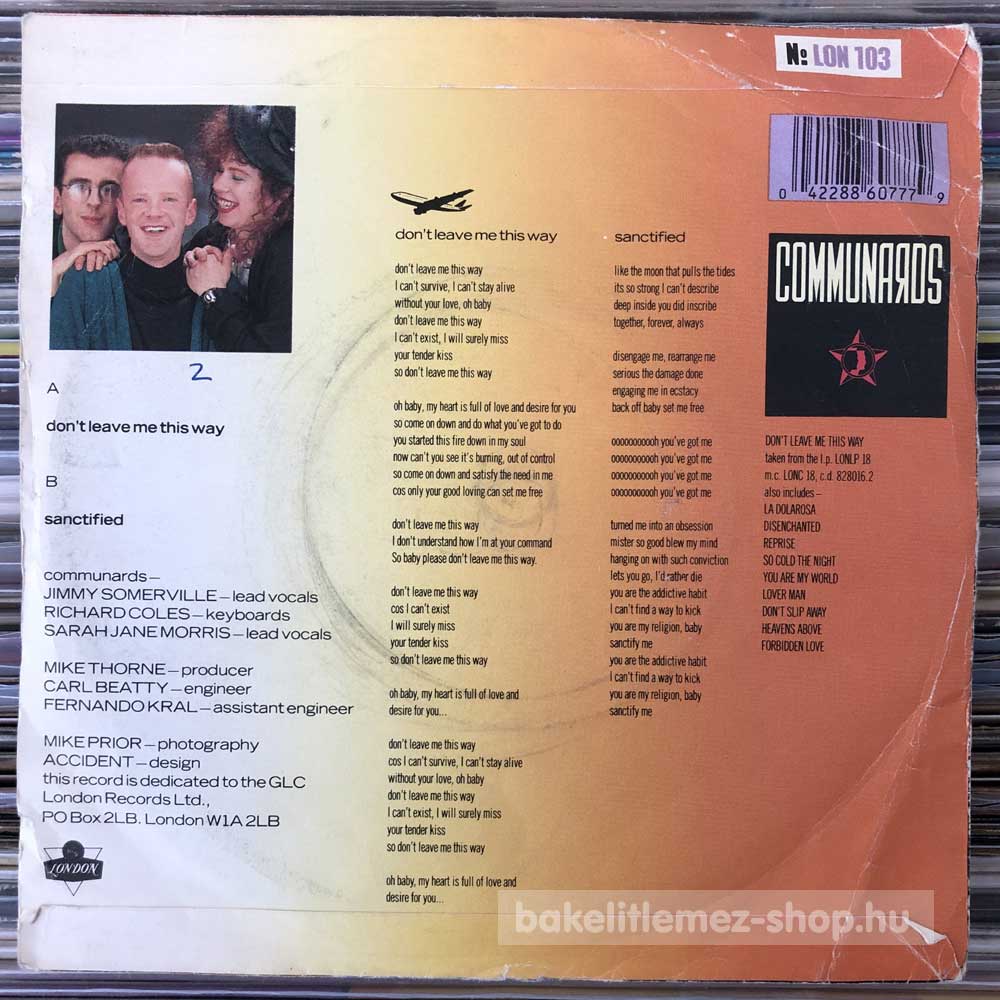 № LON 103
0 42288 60777 9
COMMUNARDS
A
don't leave me this way
B
sanctified
2
communards—
JIMMY SOMERVILLE—lead vocals
RICHARD COLES—keyboards
SARAH JANE MORRIS—lead vocals
MIKE THORNE—producer
CARL BEATTY—engineer
FERNANDO KRAL—assistant engineer
MIKE PRIOR—photography
ACCIDENT—design
this record is dedicated to the GLC
London Records Ltd.,
PO Box 2LB. London W1A 2LB
LONDON
don't leave me this way
don't leave me this way
I can't survive, I can't stay alive
without your love, oh baby
don't leave me this way
I can't exist, I will surely miss
your tender kiss
so don't leave me this way
oh baby, my heart is full of love and desire for you
so come on down and do what you've got to do
you started this fire down in my soul
now can't you see it's burning, out of control
so come on down and satisfy the need in me
cos only your good loving can set me free
don't leave me this way
I don't understand how I'm at your command
So baby please don't leave me this way.
don't leave me this way
cos I can't exist
I will surely miss
your tender kiss
so don't leave me this way
oh baby, my heart is full of love and
desire for you...
don't leave me this way
cos I can't survive, I can't stay alive
without your love, oh baby
don't leave me this way
I can't exist, I will surely miss
your tender kiss
so don't leave me this way
oh baby, my heart is full of love and
desire for you...
sanctified
like the moon that pulls the tides
its so strong I can't describe
deep inside you did inscribe
together, forever, always
disengage me, rearrange me
serious the damage done
engaging me in ecstacy
back off baby set me free
oooooooooh you've got me
oooooooooh you've got me
oooooooooh you've got me
oooooooooh you've got me
turned me into an obsession
mister so good blew my mind
hanging on with such conviction
lets you go, I'd rather die
you are the addictive habit
I can't find a way to kick
you are my religion, baby
sanctify me
you are the addictive habit
I can't find a way to kick
you are my religion, baby
sanctify me
DON'T LEAVE ME THIS WAY
taken from the l.p. LONLP 18
m.c. LONC 18, c.d. 828016.2
also includes—
LA DOLAROSA
DISENCHANTED
REPRISE
SO COLD THE NIGHT
YOU ARE MY WORLD
LOVER MAN
DON'T SLIP AWAY
HEAVENS ABOVE
FORBIDDEN LOVE
bakelitlemez-shop.hu